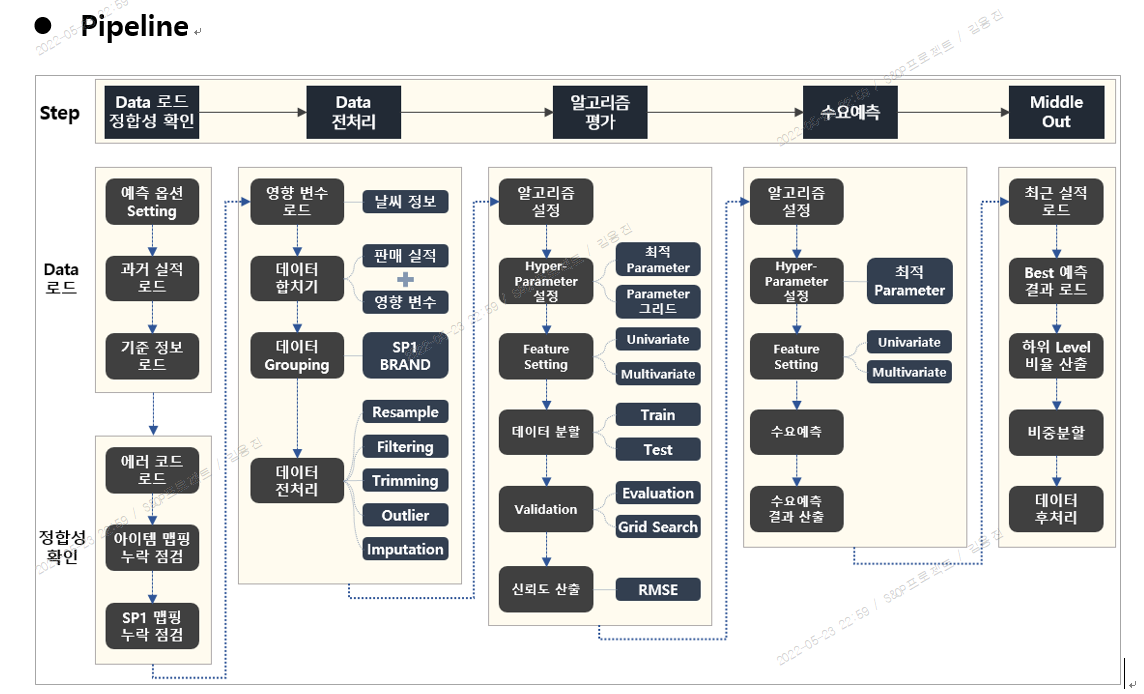 ● Pipeline
Step
Data 로드
정합성 확인
Data
전처리
알고리즘
평가
수요예측
Middle
Out
Data
로드
예측 옵션
Setting
과거 실적
로드
기준 정보
로드
정합성
확인
에러 코드
로드
아이템 맵핑
누락 점검
SP1 맵핑
누락 점검
영향 변수
로드
날씨 정보
데이터
합치기
판매 실적
+
영향 변수
데이터
Grouping
SP1
BRAND
데이터
전처리
Resample
Filtering
Trimming
Outlier
Imputation
알고리즘
설정
Hyper-
Parameter
설정
최적
Parameter
Parameter
그리드
Feature
Setting
Univariate
Multivariate
데이터 분할
Train
Test
Validation
Evaluation
Grid Search
신뢰도 산출
RMSE
알고리즘
설정
Hyper-
Parameter
설정
최적
Parameter
Feature
Setting
Univariate
Multivariate
수요예측
수요예측
결과 산출
최근 실적
로드
Best 예측
결과 로드
하위 Level
비율 산출
비중분할
데이터
후처리
2022-05-23 22:59 / S&OP프로젝트 / 김용진